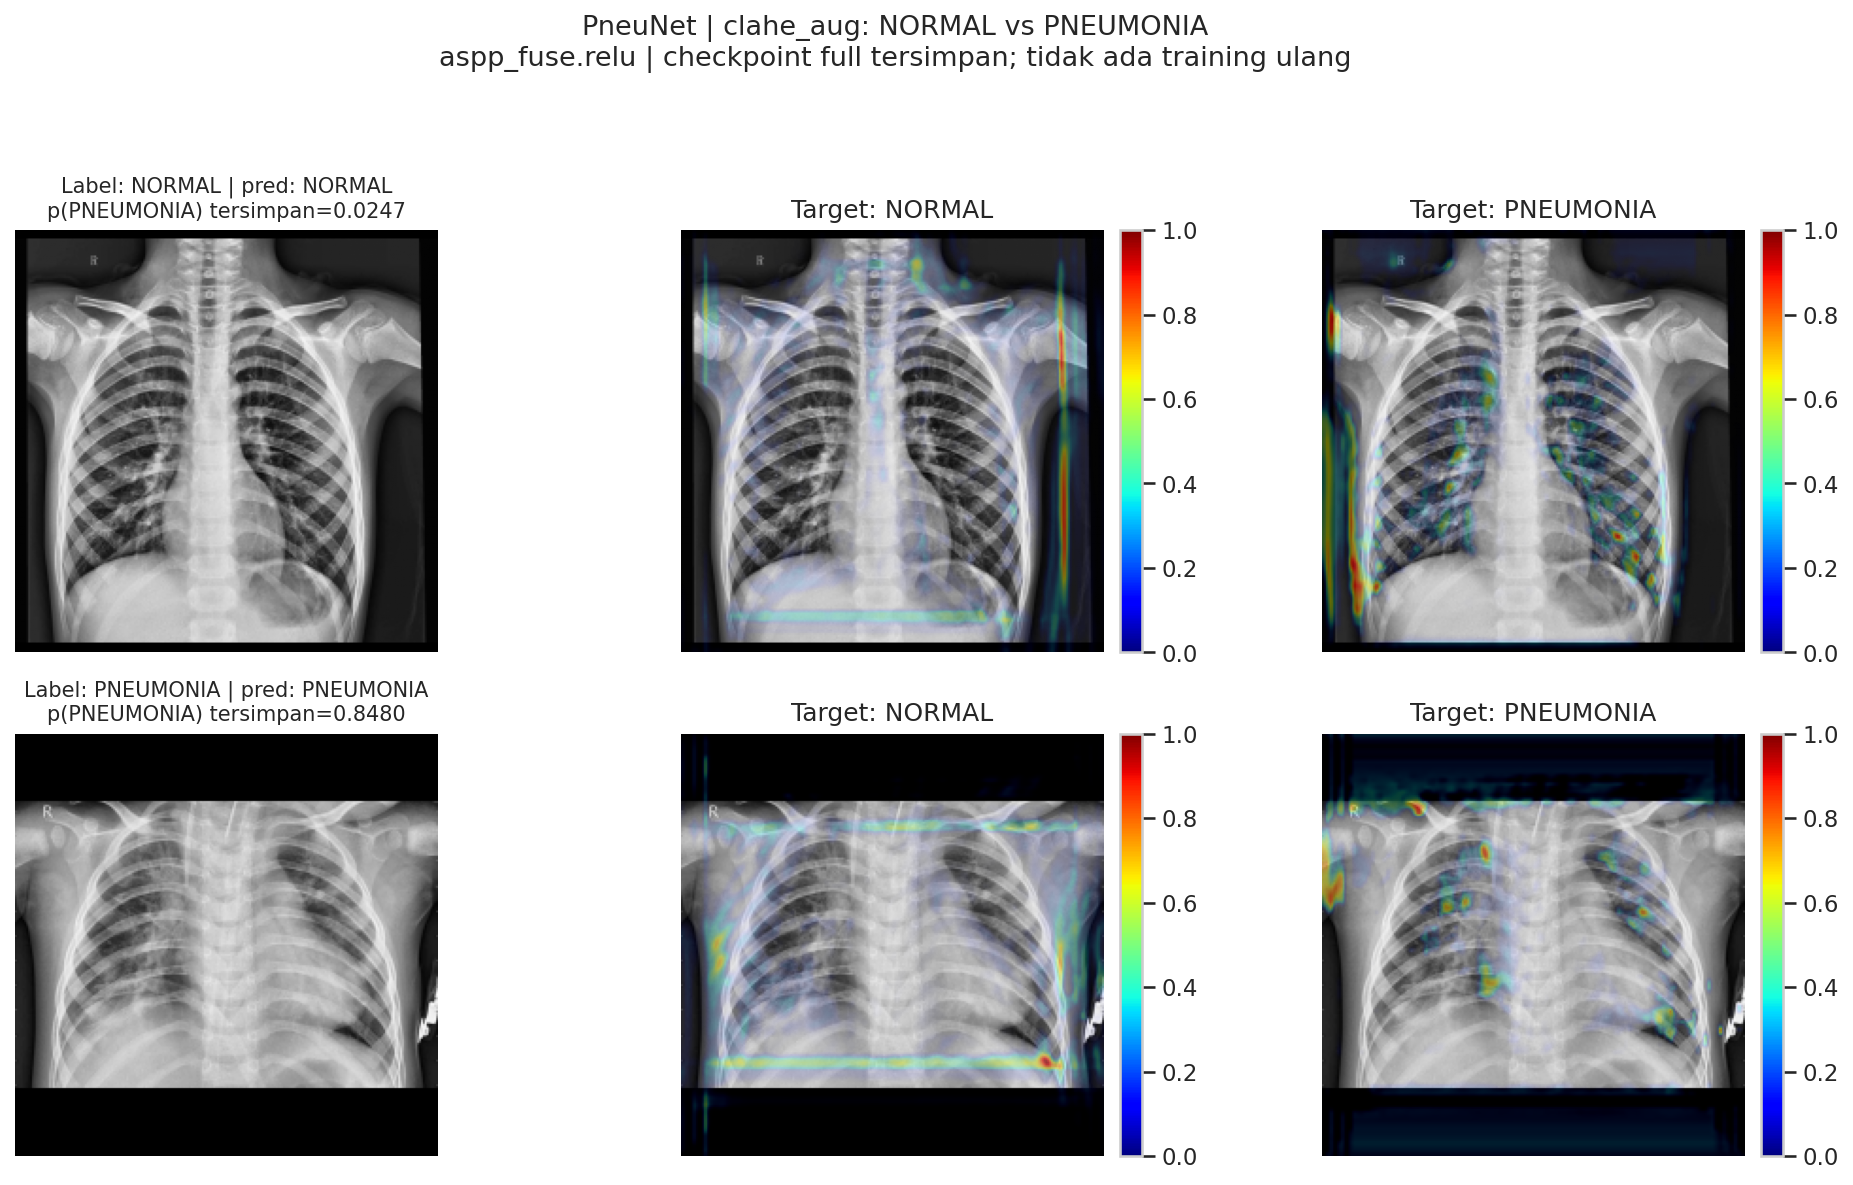 PneuNet | clahe_aug: NORMAL vs PNEUMONIA
aspp_fuse.relu | checkpoint full tersimpan; tidak ada training ulang
Label: NORMAL | pred: NORMAL
p(PNEUMONIA) tersimpan=0.0247
R
Target: NORMAL
R
1.0
0.8
0.6
0.4
0.2
0.0
Target: PNEUMONIA
R
1.0
0.8
0.6
0.4
0.2
0.0
Label: PNEUMONIA | pred: PNEUMONIA
p(PNEUMONIA) tersimpan=0.8480
R
Target: NORMAL
R
1.0
0.8
0.6
0.4
0.2
0.0
Target: PNEUMONIA
R
1.0
0.8
0.6
0.4
0.2
0.0